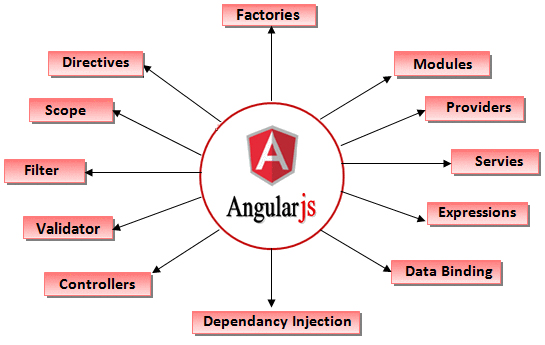 Factories
Directives
Modules
Scope
Providers
A
Servies
Filter
Angularjs
Expressions
Validator
Data Binding
Controllers
Dependancy Injection